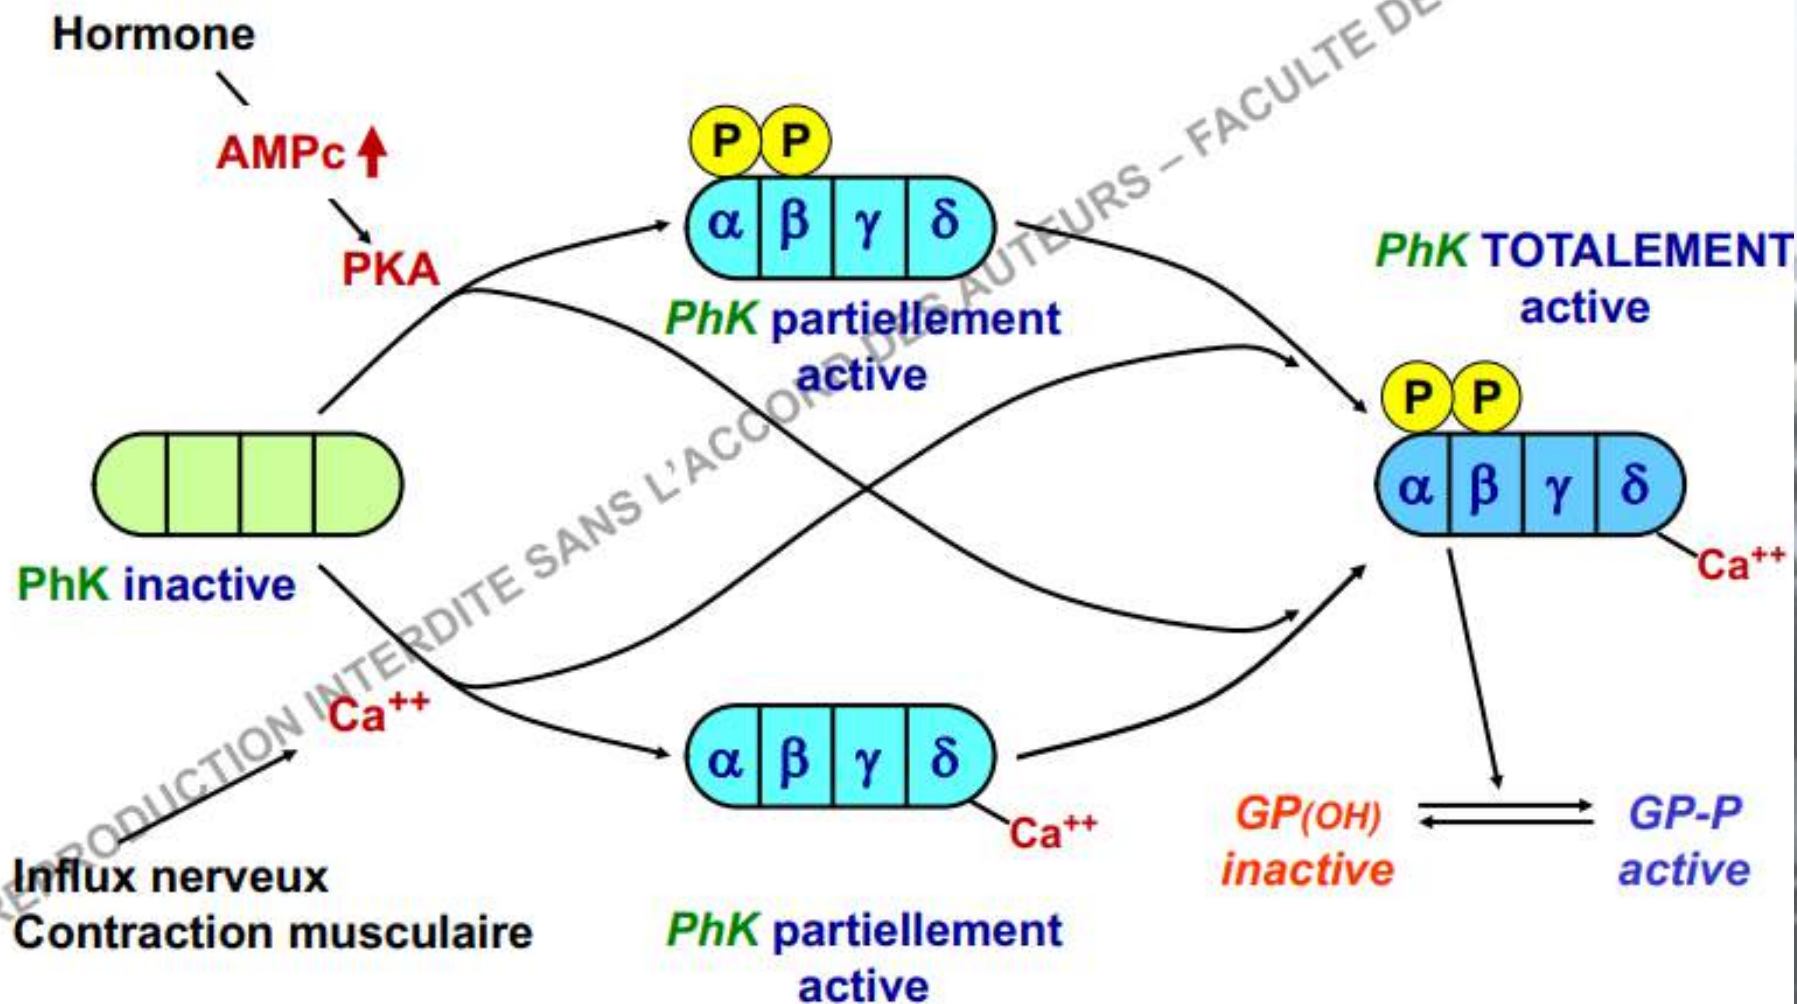 Hormone
AMPc
PKA
P P
α β γ δ
PhK partiellement
active
PhK TOTALEMENT
active
P P
α β γ δ
Ca++
PhK inactive
Ca++
Influx nerveux
Contraction musculaire
α β γ δ
Ca++
PhK partiellement
active
GP(OH)
inactive
GP-P
active
REPRODUCTION INTERDITE SANS L'ACCORD DES AUTEURS – FACULTE DE